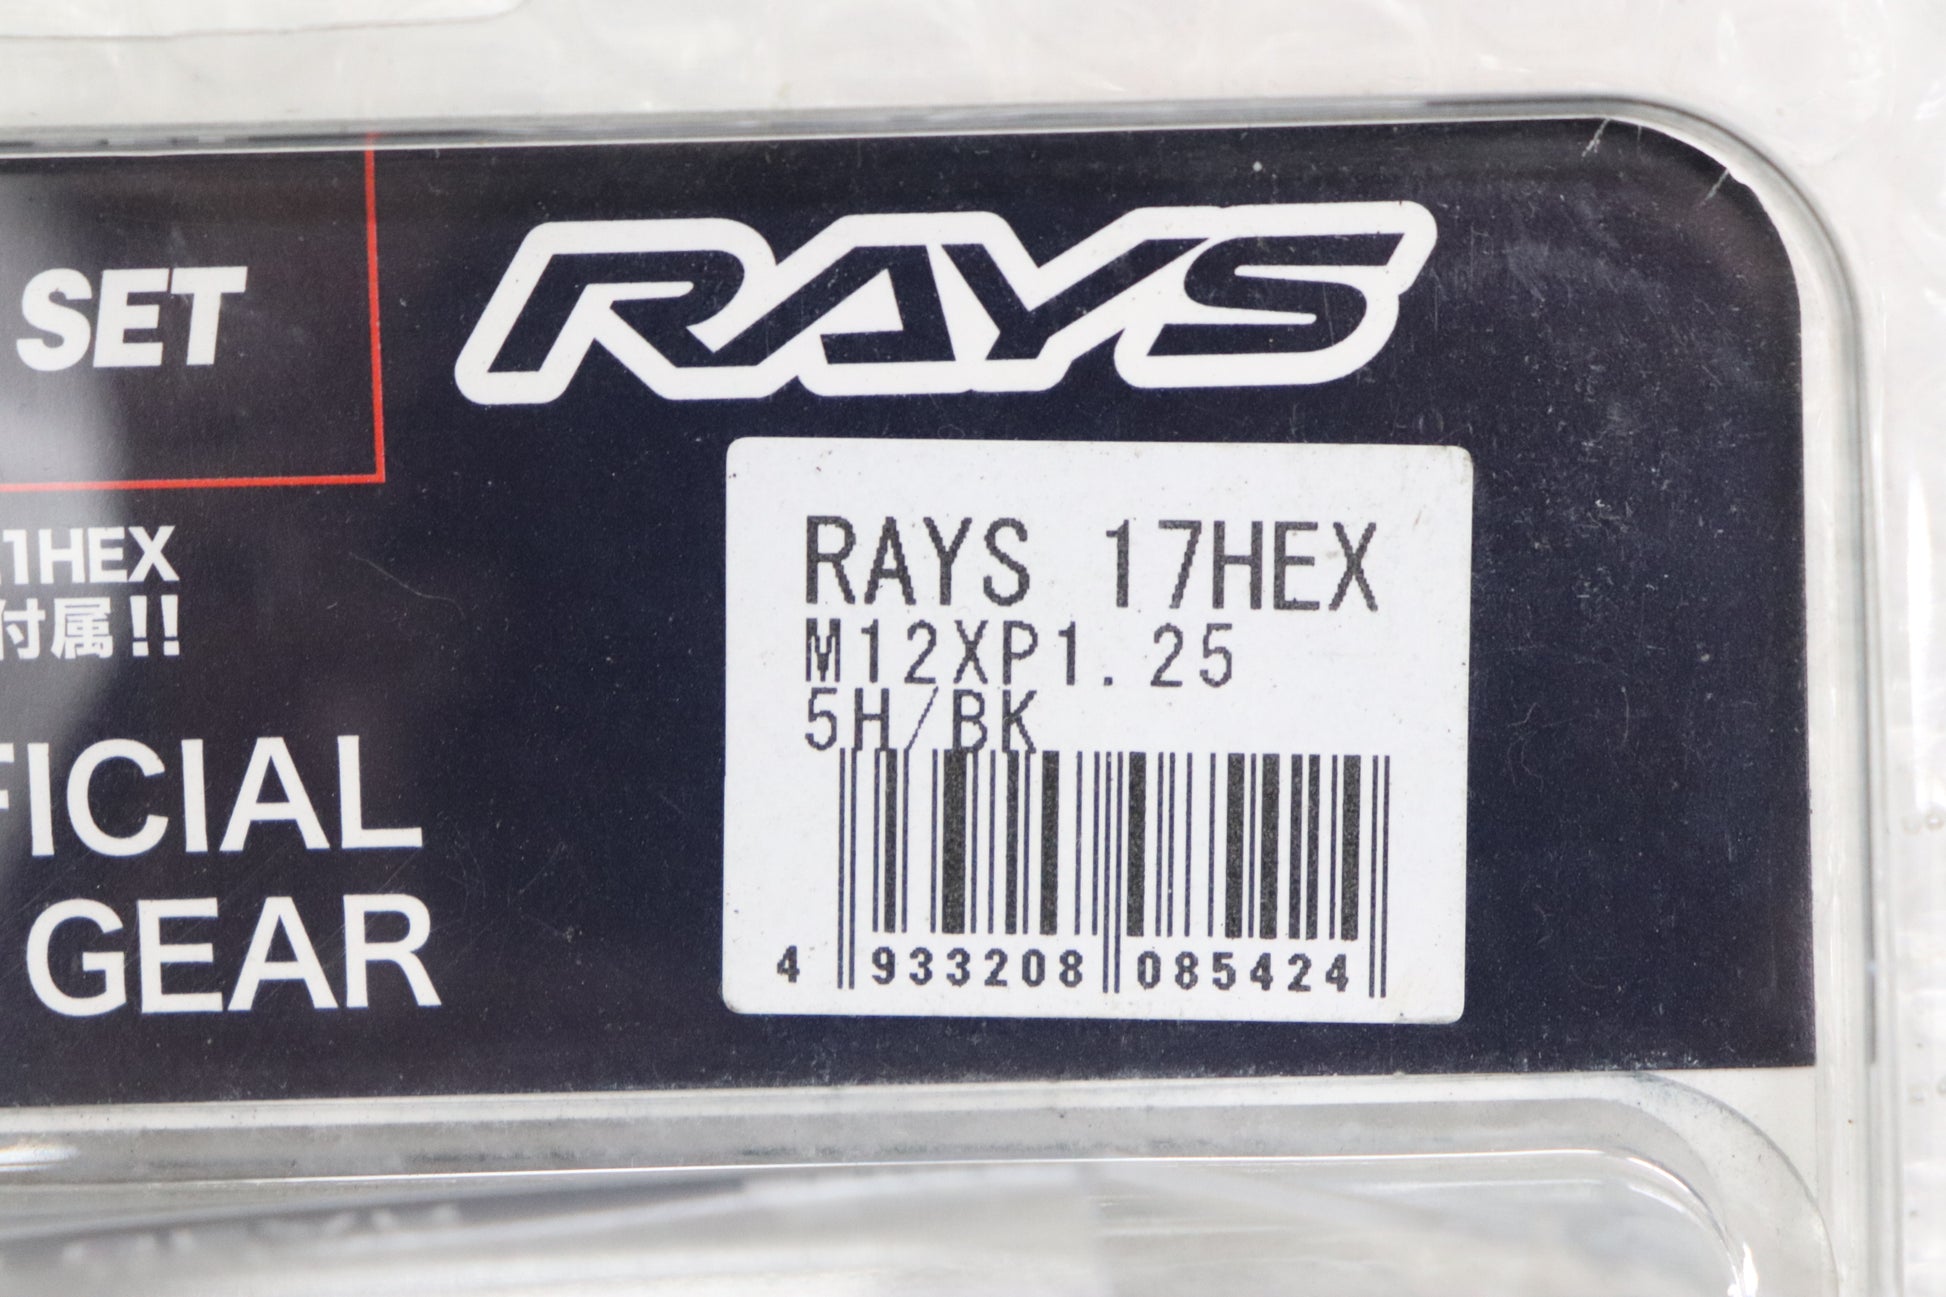 SET
RAYS
1HEX
付属!!
FICIAL
GEAR
RAYS 17HEX
M12XP1.25
5H/BK
4 933208 085424